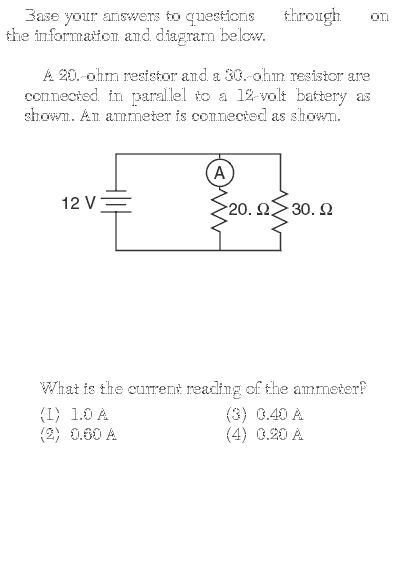 Base your answers to questions through on
the information and diagram below.
A 20.-ohm resistor and a 30.-ohm resistor are
connected in parallel to a 12-volt battery as
shown. An ammeter is connected as shown.
A
12 V
20. Ω 30. Ω
What is the current reading of the ammeter?
(1) 1.0 A (3) 0.40 A
(2) 0.60 A (4) 0.20 A